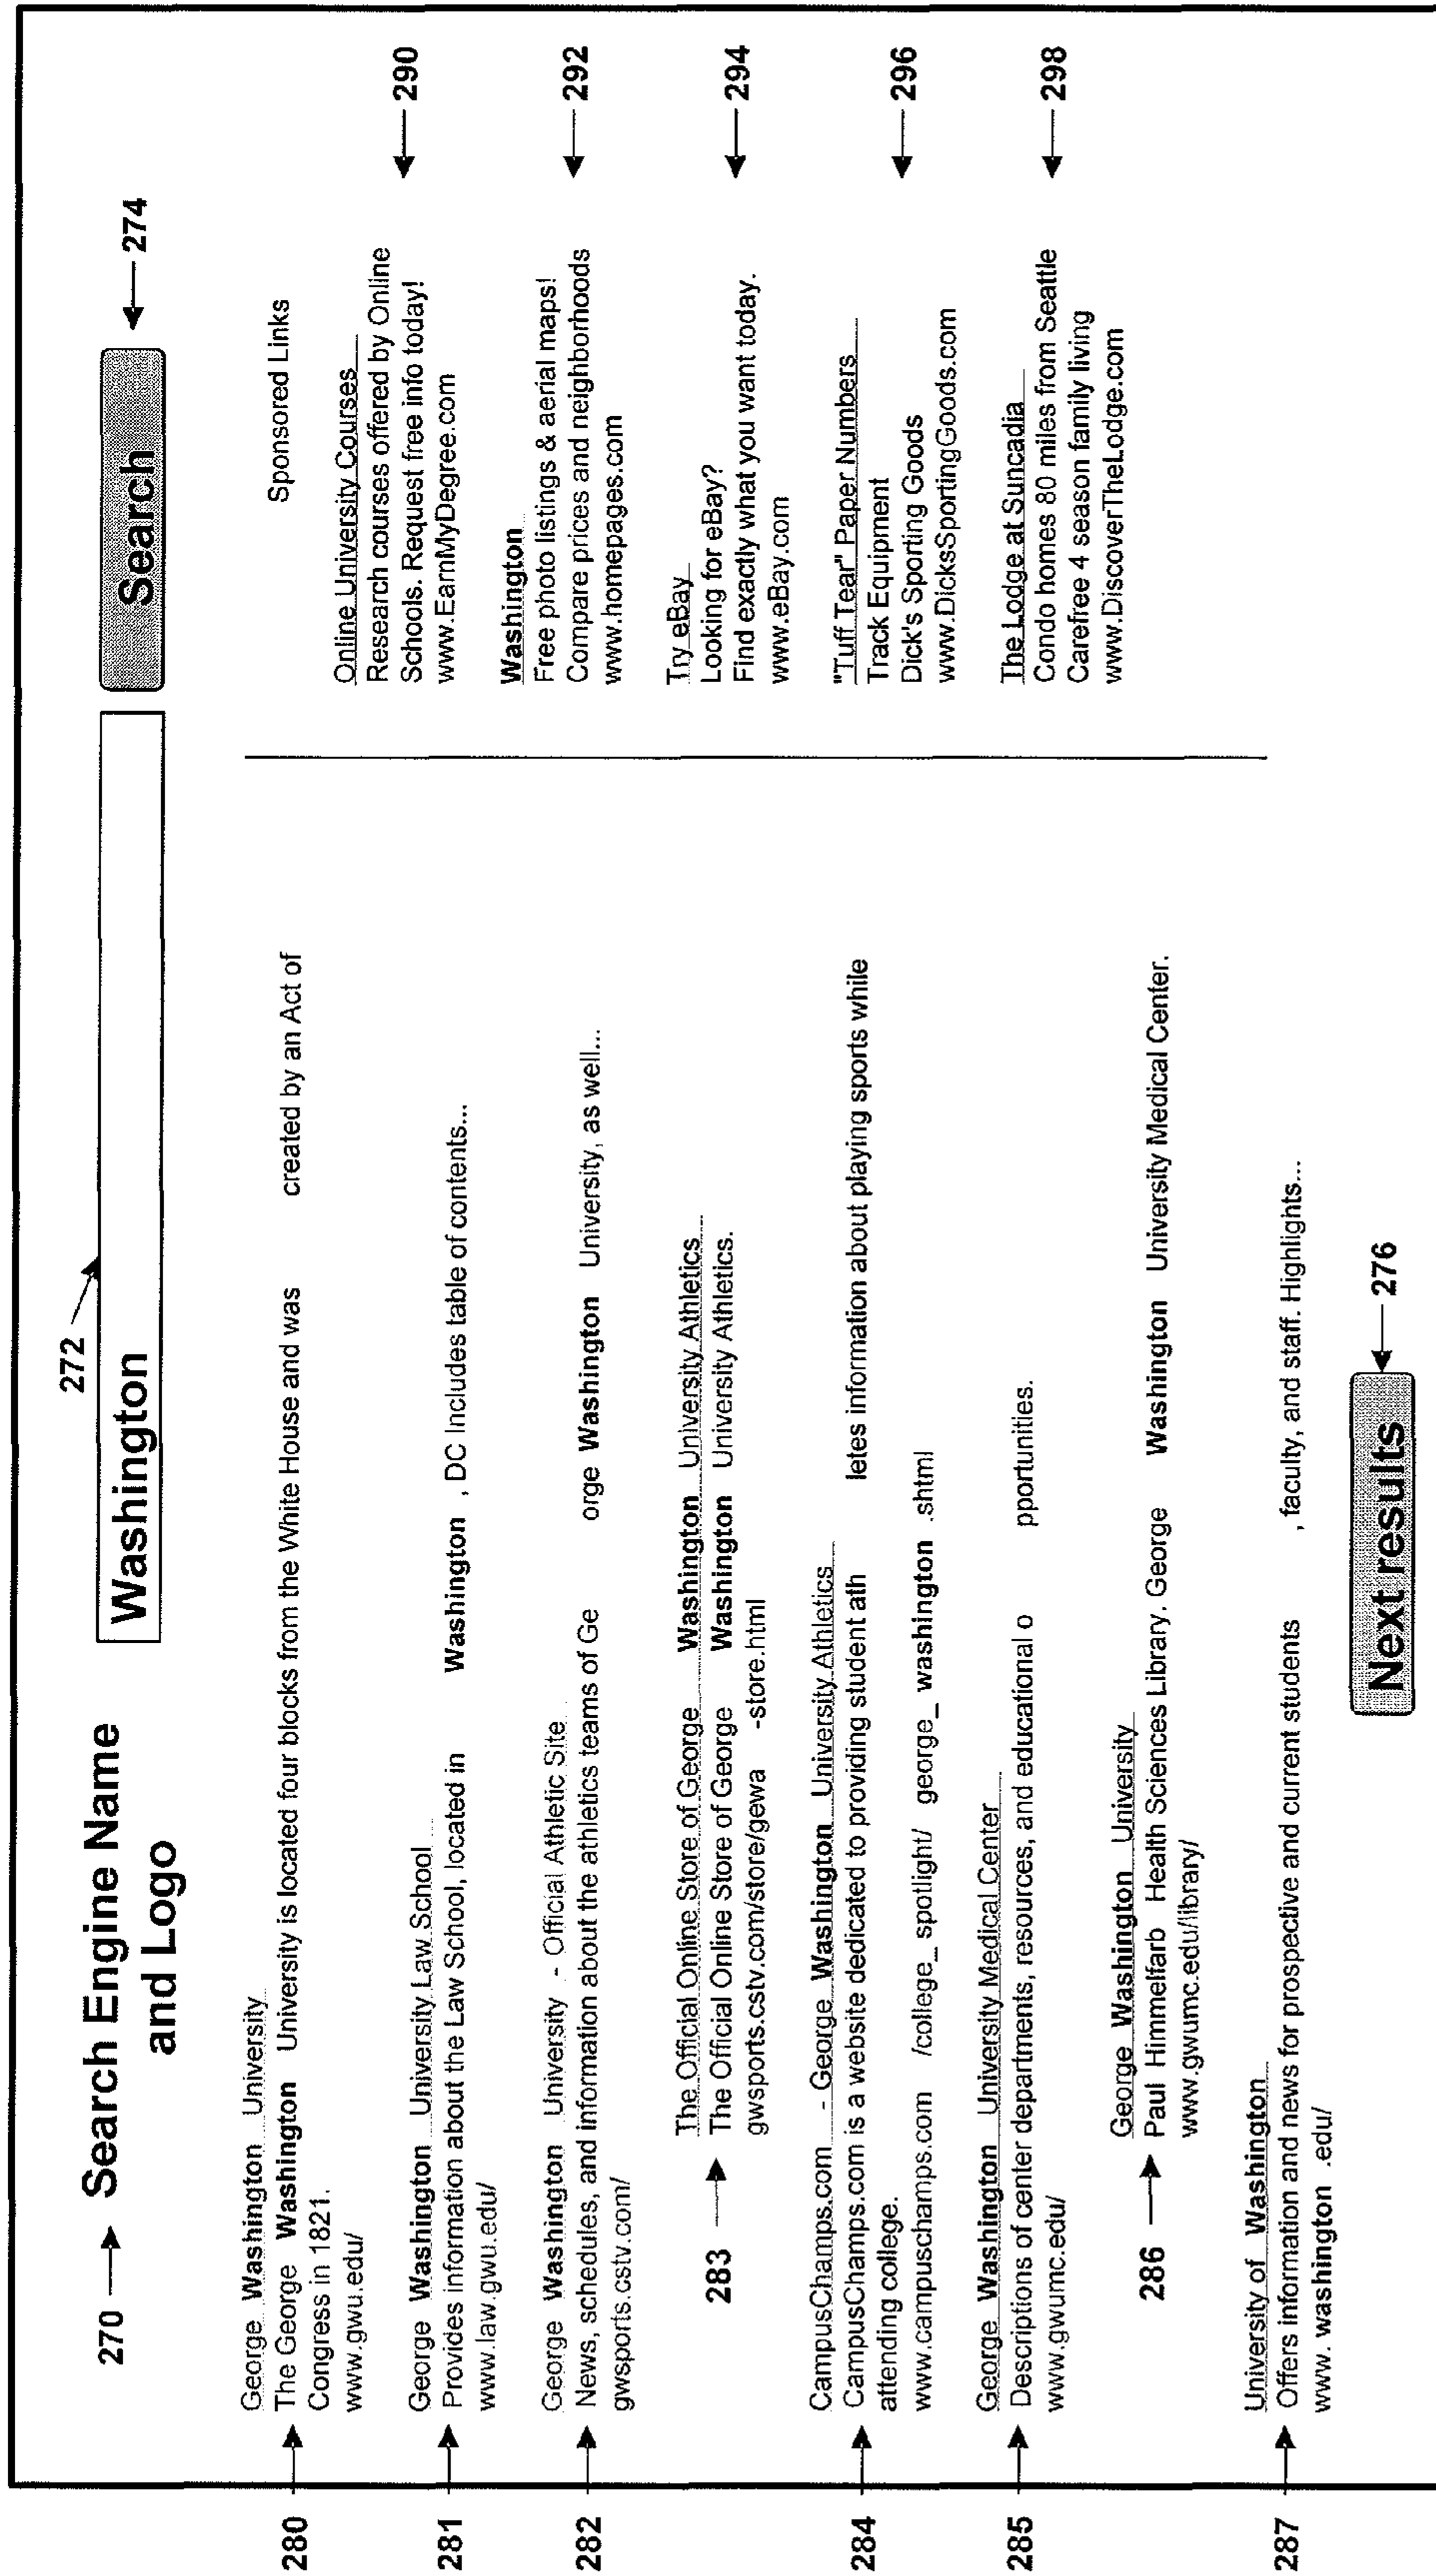 270 Search Engine Name
and Logo
272
Washington
Search
274
280
George Washington University
The George Washington University is located four blocks from the White House and was created by an Act of
Congress in 1821.
www.gwu.edu/
281
George Washington University Law School
Provides information about the Law School, located in Washington , DC Includes table of contents...
www.law.gwu.edu/
282
George Washington University - Official Athletic Site
News, schedules, and information about the athletics teams of Ge orge Washington University, as well...
gwsports.cstv.com/
283
The Official Online Store of George Washington University Athletics
The Official Online Store of George Washington University Athletics.
gwsports.cstv.com/store/gewa -store.html
284
CampusChamps.com - George Washington University Athletics
CampusChamps.com is a website dedicated to providing student ath letes information about playing sports while
attending college.
www.campuschamps.com /college_ spotlight/ george_ washington .shtml
285
George Washington University Medical Center
Descriptions of center departments, resources, and educational o pportunities.
www.gwumc.edu/
286
George Washington University
Paul Himmelfarb Health Sciences Library. George Washington University Medical Center.
www.gwumc.edu/library/
287
University of Washington
Offers information and news for prospective and current students , faculty, and staff. Highlights...
www. washington .edu/
Next results
276
Sponsored Links
Online University Courses
Research courses offered by Online
Schools. Request free info today!
www.EarnMyDegree.com
290
Washington
Free photo listings & aerial maps!
Compare prices and neighborhoods
www.homepages.com
292
Try eBay
Looking for eBay?
Find exactly what you want today.
www.eBay.com
294
"Tuff Tear" Paper Numbers
Track Equipment
Dick's Sporting Goods
www.DicksSportingGoods.com
296
The Lodge at Suncadia
Condo homes 80 miles from Seattle
Carefree 4 season family living
www.DiscoverTheLodge.com
298